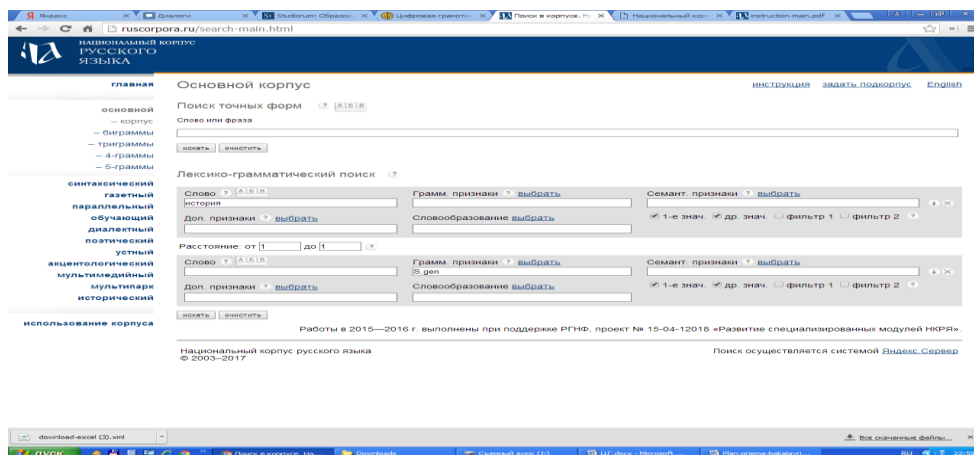 Яндекс
Диалоги
Studiorum: Образов
Цифровая грамотн
Поиск в корпусе. На
Национальный кор
instruction-main.pdf
ruscorpora.ru/search-main.html
НАЦИОНАЛЬНЫЙ КОРПУС
РУССКОГО
ЯЗЫКА
главная
основной
— корпус
— биграммы
— триграммы
— 4-граммы
— 5-граммы
синтаксический
газетный
параллельный
обучающий
диалектный
поэтический
устный
акцентологический
мультимедийный
мультипарк
исторический
использование корпуса
Основной корпус
инструкция задать подкорпус English
Поиск точных форм ? А|Б|В
Слово или фраза
искать очистить
Лексико-грамматический поиск ?
Слово ? А|Б|В Грамм. признаки ? выбрать Семант. признаки ? выбрать
история
Доп. признаки ? выбрать Словообразование выбрать 1-е знач. др. знач. фильтр 1 фильтр 2 ?
Расстояние: от 1 до 1 ?
Слово ? А|Б|В Грамм. признаки ? выбрать Семант. признаки ? выбрать
S,gen
Доп. признаки ? выбрать Словообразование выбрать 1-е знач. др. знач. фильтр 1 фильтр 2 ?
искать очистить
Работы в 2015—2016 г. выполнены при поддержке РГНФ, проект № 15-04-12018 «Развитие специализированных модулей НКРЯ».
Национальный корпус русского языка
© 2003–2017
Поиск осуществляется системой Яндекс.Сервер
download-excel (3).xml
Все скачанные файлы...
пуск
Поиск в корпусе. На...
Downloads
Съемный диск (J:)
Microsoft ...
RU